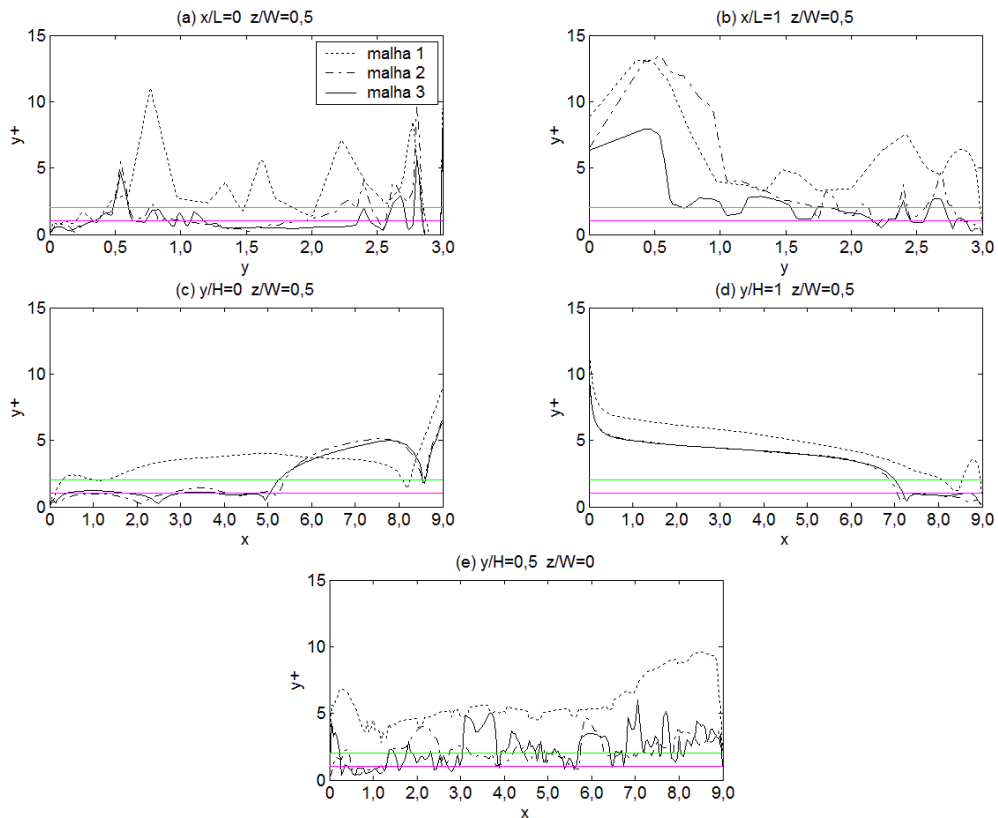 (a) x/L=0 z/W=0,5
15
10
5
0
y+
0 0,5 1,0 1,5 2,0 2,5 3,0
y
malha 1
malha 2
malha 3
(b) x/L=1 z/W=0,5
15
10
5
0
y+
0 0,5 1,0 1,5 2,0 2,5 3,0
y
(c) y/H=0 z/W=0,5
15
10
5
0
y+
0 1,0 2,0 3,0 4,0 5,0 6,0 7,0 8,0 9,0
x
(d) y/H=1 z/W=0,5
15
10
5
0
y+
0 1,0 2,0 3,0 4,0 5,0 6,0 7,0 8,0 9,0
x
(e) y/H=0,5 z/W=0
15
10
5
0
y+
0 1,0 2,0 3,0 4,0 5,0 6,0 7,0 8,0 9,0
x